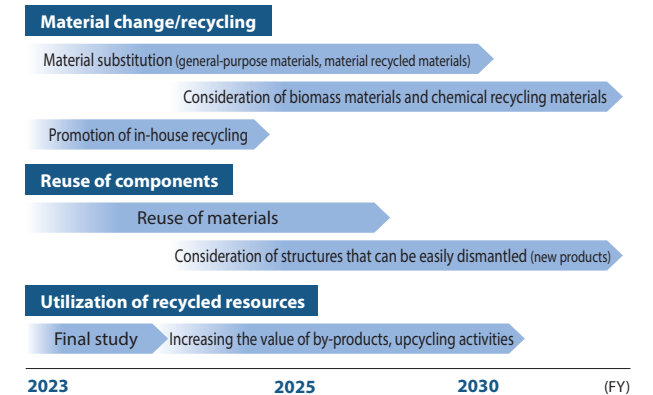 Material change/recycling
Material substitution (general-purpose materials, material recycled materials)
Consideration of biomass materials and chemical recycling materials
Promotion of in-house recycling
Reuse of components
Reuse of materials
Consideration of structures that can be easily dismantled (new products)
Utilization of recycled resources
Final study
Increasing the value of by-products, upcycling activities
2023 2025 2030 (FY)